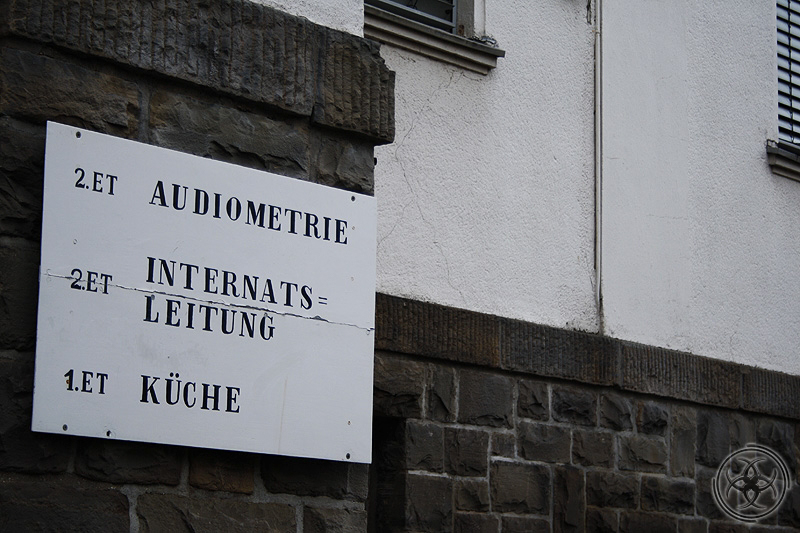 2.ET AUDIOMETRIE
2.ET INTERNATS=
LEITUNG
1.ET KÜCHE